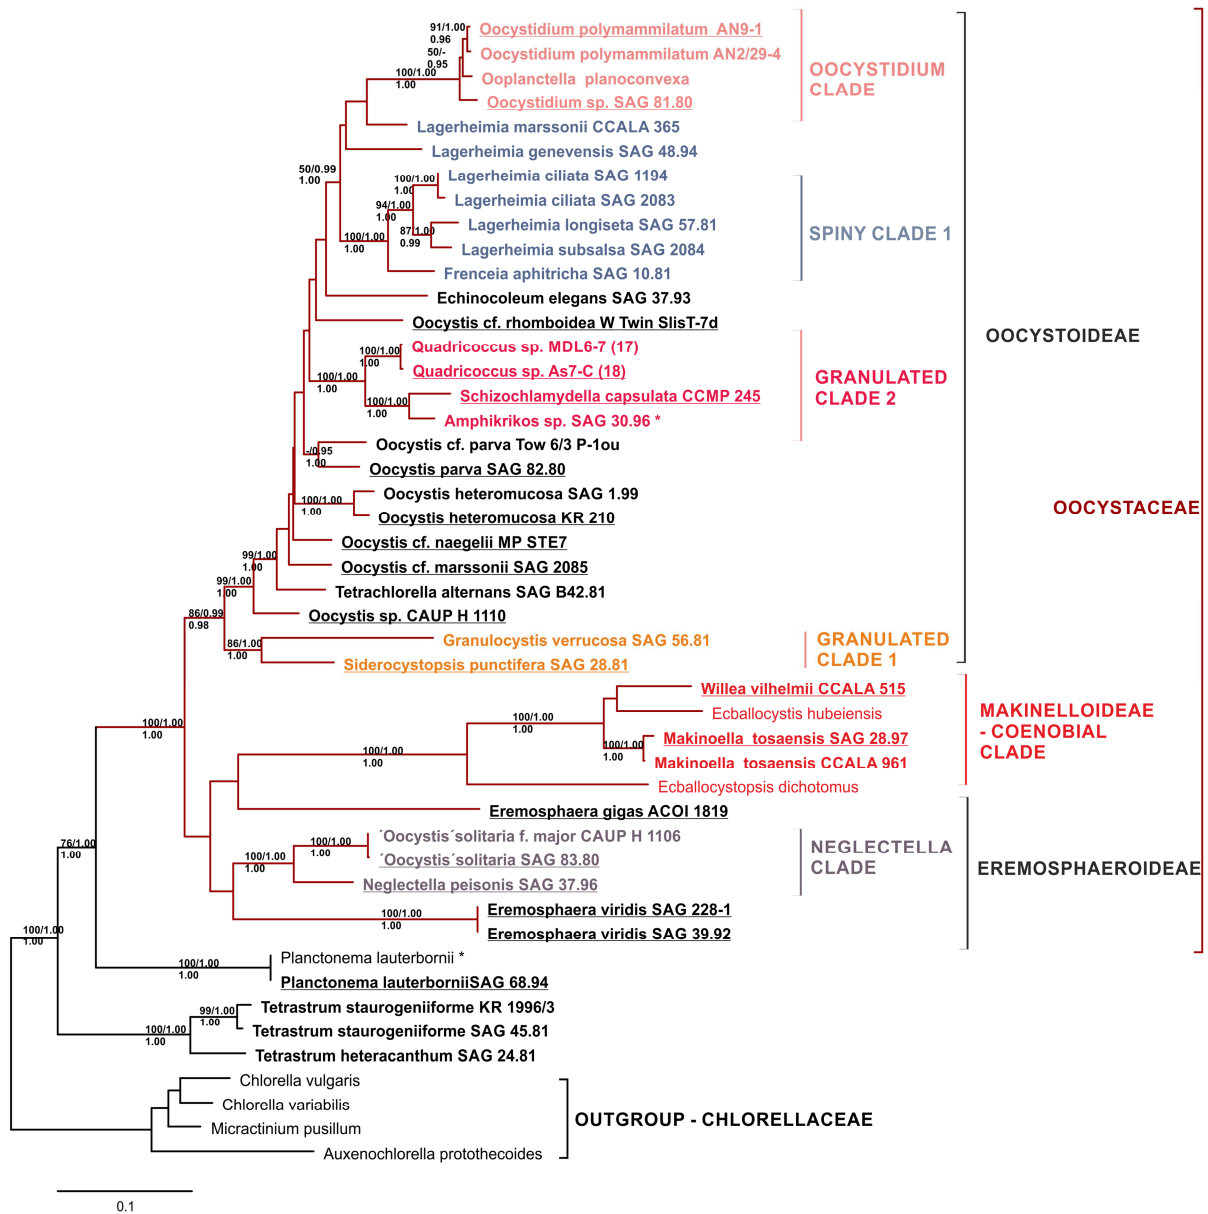 91/1.00
0.96
Oocystidium polymammilatum AN9-1
50/-
0.95
Oocystidium polymammilatum AN2/29-4
100/1.00
1.00
Ooplanctella planoconvexa
Oocystidium sp. SAG 81.80
OOCYSTIDIUM
CLADE
Lagerheimia marssonii CCALA 365
Lagerheimia genevensis SAG 48.94
50/0.99
1.00
Lagerheimia ciliata SAG 1194
100/1.00
1.00
Lagerheimia ciliata SAG 2083
94/1.00
1.00
Lagerheimia longiseta SAG 57.81
87/1.00
0.99
Lagerheimia subsalsa SAG 2084
100/1.00
1.00
Frenceia aphitricha SAG 10.81
SPINY CLADE 1
Echinocoleum elegans SAG 37.93
Oocystis cf. rhomboidea W Twin SlisT-7d
OOCYSTOIDEAE
Quadricoccus sp. MDL6-7 (17)
100/1.00
1.00
Quadricoccus sp. As7-C (18)
100/1.00
1.00
Schizochlamydella capsulata CCMP 245
100/1.00
1.00
Amphikrikos sp. SAG 30.96 *
GRANULATED
CLADE 2
Oocystis cf. parva Tow 6/3 P-1ou
-/0.95
1.00
Oocystis parva SAG 82.80
Oocystis heteromucosa SAG 1.99
100/1.00
1.00
Oocystis heteromucosa KR 210
OOCYSTACEAE
Oocystis cf. naegelii MP STE7
99/1.00
1.00
Oocystis cf. marssonii SAG 2085
99/1.00
1.00
Tetrachlorella alternans SAG B42.81
86/0.99
0.98
Oocystis sp. CAUP H 1110
Granulocystis verrucosa SAG 56.81
86/1.00
1.00
Siderocystopsis punctifera SAG 28.81
GRANULATED
CLADE 1
Willea vilhelmii CCALA 515
Ecballocystis hubeiensis
100/1.00
1.00
100/1.00
1.00
Makinoella tosaensis SAG 28.97
100/1.00
1.00
Makinoella tosaensis CCALA 961
100/1.00
1.00
Ecballocystopsis dichotomus
MAKINELLOIDEAE
- COENOBIAL
CLADE
Eremosphaera gigas ACOI 1819
´Oocystis´solitaria f. major CAUP H 1106
100/1.00
1.00
´Oocystis´solitaria SAG 83.80
100/1.00
1.00
Neglectella peisonis SAG 37.96
NEGLECTELLA
CLADE
EREMOSPHAEROIDEAE
76/1.00
1.00
Eremosphaera viridis SAG 228-1
100/1.00
1.00
Eremosphaera viridis SAG 39.92
100/1.00
1.00
Planctonema lauterbornii *
100/1.00
1.00
Planctonema lauterborniiSAG 68.94
Tetrastrum staurogeniiforme KR 1996/3
99/1.00
1.00
Tetrastrum staurogeniiforme SAG 45.81
100/1.00
1.00
Tetrastrum heteracanthum SAG 24.81
Chlorella vulgaris
Chlorella variabilis
Micractinium pusillum
Auxenochlorella protothecoides
OUTGROUP - CHLORELLACEAE
0.1